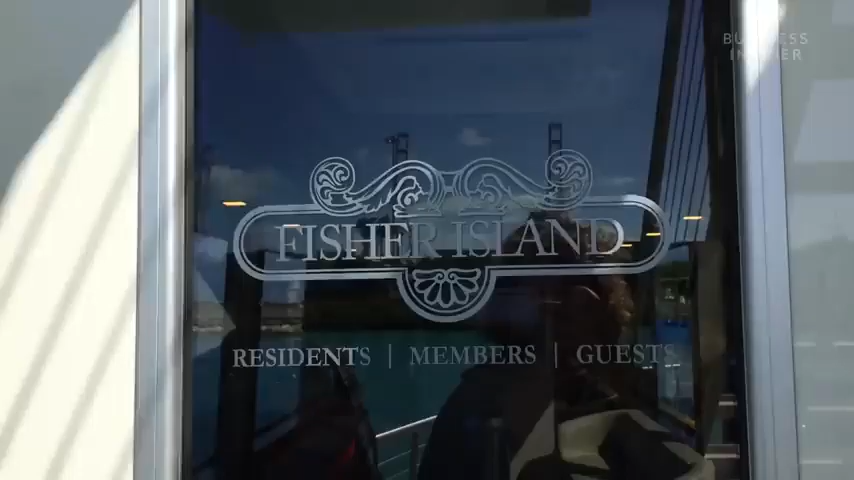 BUSINESS
INSIDER
FISHER ISLAND
RESIDENTS | MEMBERS | GUESTS